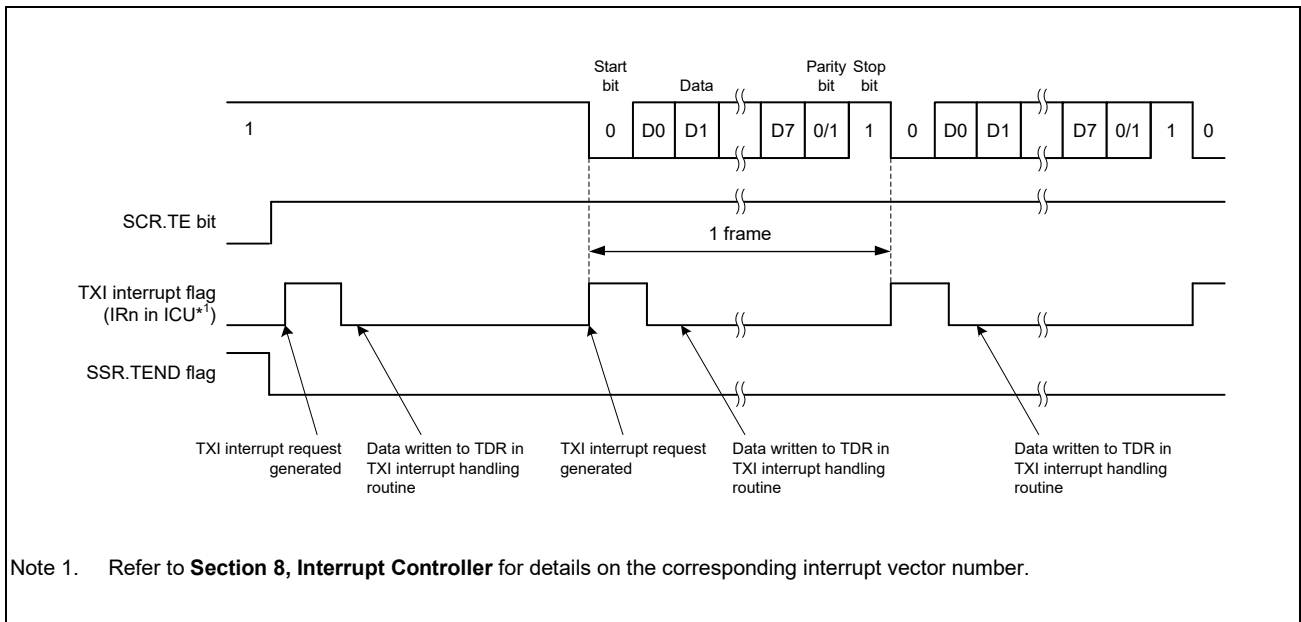 Start bit
Data
Parity bit
Stop bit
1
0 D0 D1 D7 0/1 1 0 D0 D1 D7 0/1 1 0
SCR.TE bit
1 frame
TXI interrupt flag
(IRn in ICU*1)
SSR.TEND flag
TXI interrupt request
generated
Data written to TDR in
TXI interrupt handling
routine
TXI interrupt request
generated
Data written to TDR in
TXI interrupt handling
routine
Data written to TDR in
TXI interrupt handling
routine
Note 1. Refer to Section 8, Interrupt Controller for details on the corresponding interrupt vector number.